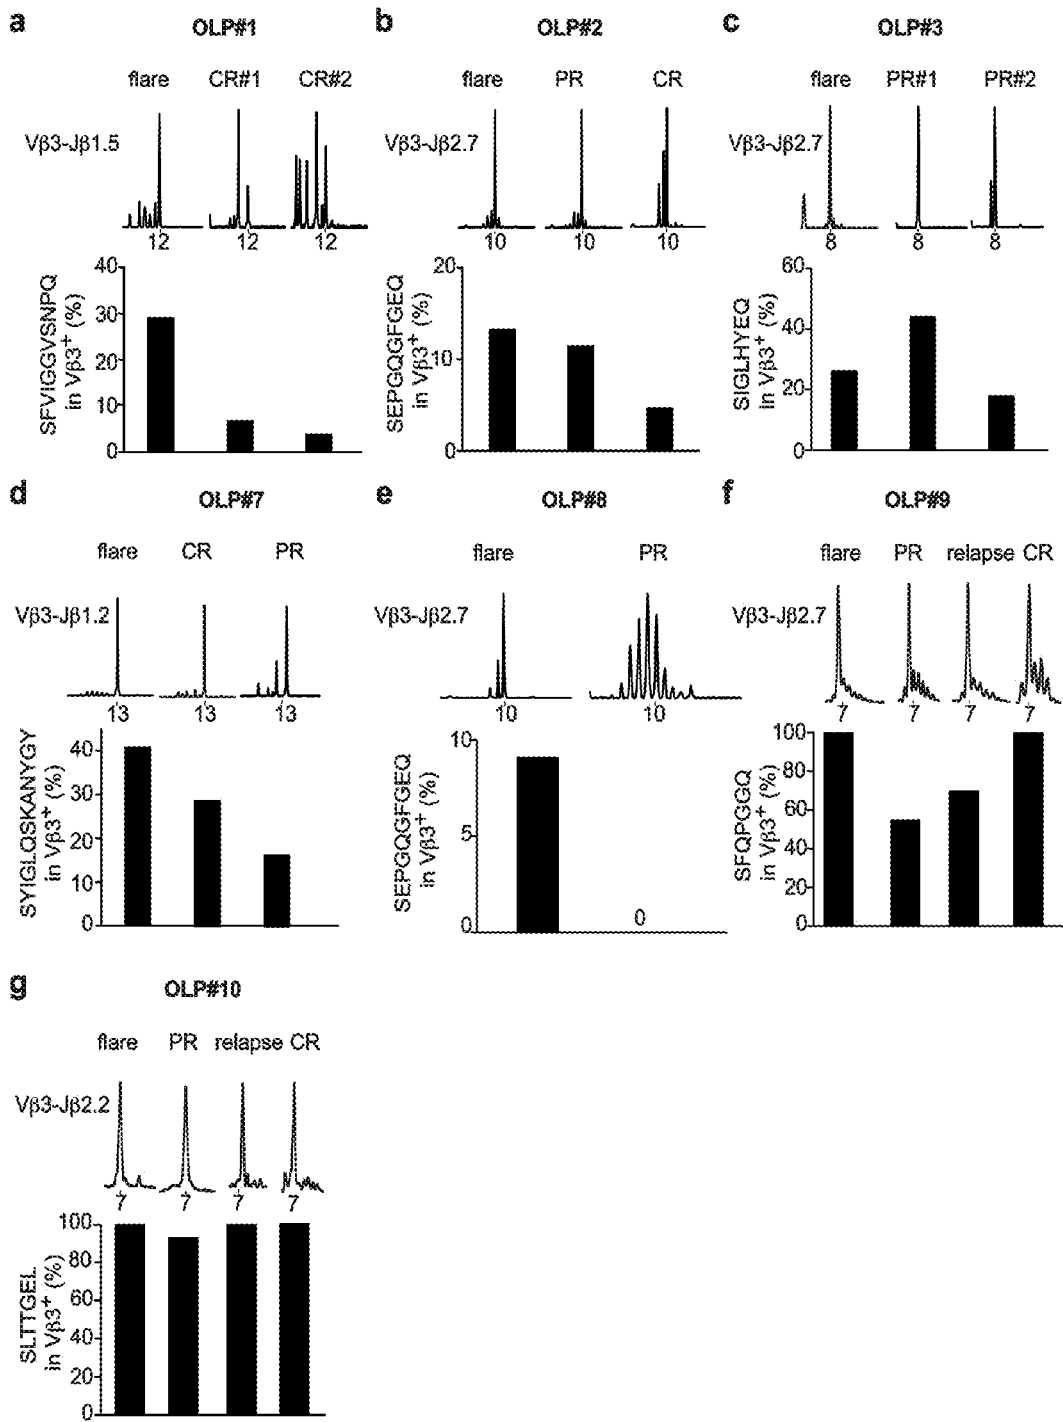 a
OLP#1
flare CR#1 CR#2
Vβ3-Jβ1.5
12 12 12
40
30
20
10
0
SFVIGGVSNPQ
in Vβ3+ (%)
b
OLP#2
flare PR CR
Vβ3-Jβ2.7
10 10 10
20
10
0
SEPGQGFGEQ
in Vβ3+ (%)
c
OLP#3
flare PR#1 PR#2
Vβ3-Jβ2.7
8 8 8
60
40
20
0
SIGLHYEQ
in Vβ3+ (%)
d
OLP#7
flare CR PR
Vβ3-Jβ1.2
13 13 13
40
30
20
10
0
SYIGLQSKANYGY
in Vβ3+ (%)
e
OLP#8
flare PR
Vβ3-Jβ2.7
10 10
10
5
0
0
SEPGQGFGEQ
in Vβ3+ (%)
f
OLP#9
flare PR relapse CR
Vβ3-Jβ2.7
7 7 7 7
100
80
60
40
20
0
SFQPGGQ
in Vβ3+ (%)
g
OLP#10
flare PR relapse CR
Vβ3-Jβ2.2
7 7 7 7
100
80
60
40
20
0
SLTTGEL
in Vβ3+ (%)